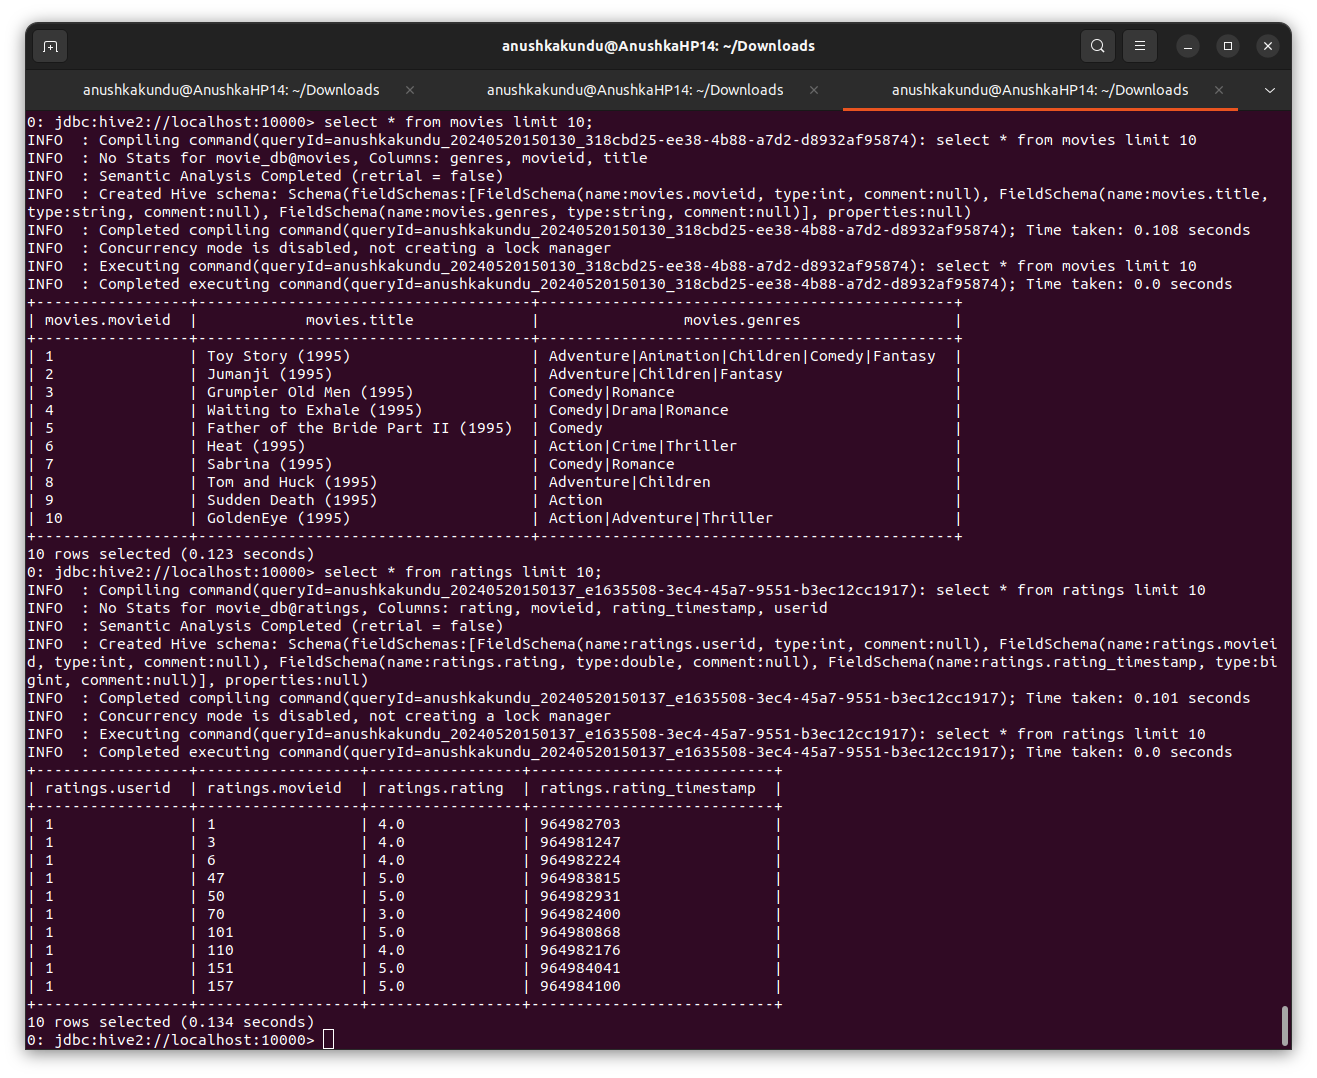 anushkakundu@AnushkaHP14: ~/Downloads
anushkakundu@AnushkaHP14: ~/Downloads anushkakundu@AnushkaHP14: ~/Downloads anushkakundu@AnushkaHP14: ~/Downloads
0: jdbc:hive2://localhost:10000> select * from movies limit 10;
INFO  : Compiling command(queryId=anushkakundu_20240520150130_318cbd25-ee38-4b88-a7d2-d8932af95874): select * from movies limit 10
INFO  : No Stats for movie_db@movies, Columns: genres, movieid, title
INFO  : Semantic Analysis Completed (retrial = false)
INFO  : Created Hive schema: Schema(fieldSchemas:[FieldSchema(name:movies.movieid, type:int, comment:null), FieldSchema(name:movies.title,
type:string, comment:null), FieldSchema(name:movies.genres, type:string, comment:null)], properties:null)
INFO  : Completed compiling command(queryId=anushkakundu_20240520150130_318cbd25-ee38-4b88-a7d2-d8932af95874); Time taken: 0.108 seconds
INFO  : Concurrency mode is disabled, not creating a lock manager
INFO  : Executing command(queryId=anushkakundu_20240520150130_318cbd25-ee38-4b88-a7d2-d8932af95874): select * from movies limit 10
INFO  : Completed executing command(queryId=anushkakundu_20240520150130_318cbd25-ee38-4b88-a7d2-d8932af95874); Time taken: 0.0 seconds
+-----------------+-------------------------------------+----------------------------------------------+
| movies.movieid  |            movies.title             |                movies.genres                 |
+-----------------+-------------------------------------+----------------------------------------------+
| 1               | Toy Story (1995)                    | Adventure|Animation|Children|Comedy|Fantasy  |
| 2               | Jumanji (1995)                      | Adventure|Children|Fantasy                   |
| 3               | Grumpier Old Men (1995)             | Comedy|Romance                               |
| 4               | Waiting to Exhale (1995)            | Comedy|Drama|Romance                         |
| 5               | Father of the Bride Part II (1995)  | Comedy                                       |
| 6               | Heat (1995)                         | Action|Crime|Thriller                        |
| 7               | Sabrina (1995)                      | Comedy|Romance                               |
| 8               | Tom and Huck (1995)                 | Adventure|Children                           |
| 9               | Sudden Death (1995)                 | Action                                       |
| 10              | GoldenEye (1995)                    | Action|Adventure|Thriller                    |
+-----------------+-------------------------------------+----------------------------------------------+
10 rows selected (0.123 seconds)
0: jdbc:hive2://localhost:10000> select * from ratings limit 10;
INFO  : Compiling command(queryId=anushkakundu_20240520150137_e1635508-3ec4-45a7-9551-b3ec12cc1917): select * from ratings limit 10
INFO  : No Stats for movie_db@ratings, Columns: rating, movieid, rating_timestamp, userid
INFO  : Semantic Analysis Completed (retrial = false)
INFO  : Created Hive schema: Schema(fieldSchemas:[FieldSchema(name:ratings.userid, type:int, comment:null), FieldSchema(name:ratings.moviei
d, type:int, comment:null), FieldSchema(name:ratings.rating, type:double, comment:null), FieldSchema(name:ratings.rating_timestamp, type:bi
gint, comment:null)], properties:null)
INFO  : Completed compiling command(queryId=anushkakundu_20240520150137_e1635508-3ec4-45a7-9551-b3ec12cc1917); Time taken: 0.101 seconds
INFO  : Concurrency mode is disabled, not creating a lock manager
INFO  : Executing command(queryId=anushkakundu_20240520150137_e1635508-3ec4-45a7-9551-b3ec12cc1917): select * from ratings limit 10
INFO  : Completed executing command(queryId=anushkakundu_20240520150137_e1635508-3ec4-45a7-9551-b3ec12cc1917); Time taken: 0.0 seconds
+-----------------+------------------+-----------------+---------------------------+
| ratings.userid  | ratings.movieid  | ratings.rating  | ratings.rating_timestamp  |
+-----------------+------------------+-----------------+---------------------------+
| 1               | 1                | 4.0             | 964982703                 |
| 1               | 3                | 4.0             | 964981247                 |
| 1               | 6                | 4.0             | 964982224                 |
| 1               | 47               | 5.0             | 964983815                 |
| 1               | 50               | 5.0             | 964982931                 |
| 1               | 70               | 3.0             | 964982400                 |
| 1               | 101              | 5.0             | 964980868                 |
| 1               | 110              | 4.0             | 964982176                 |
| 1               | 151              | 5.0             | 964984041                 |
| 1               | 157              | 5.0             | 964984100                 |
+-----------------+------------------+-----------------+---------------------------+
10 rows selected (0.134 seconds)
0: jdbc:hive2://localhost:10000>